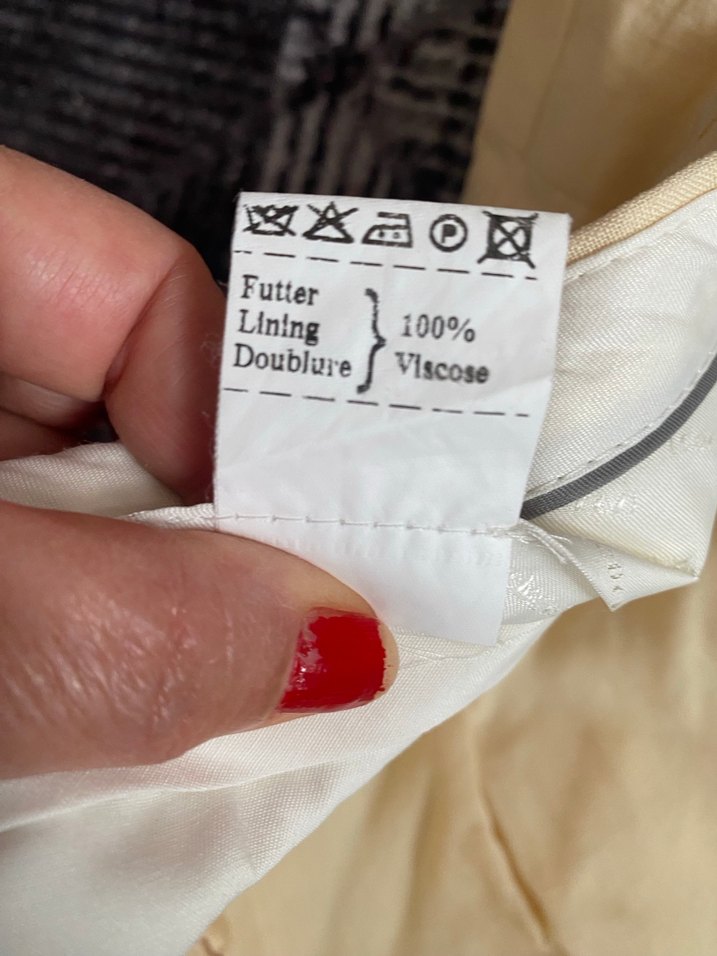 P
Futter
Lining
Doublure
} 100%
Viscose